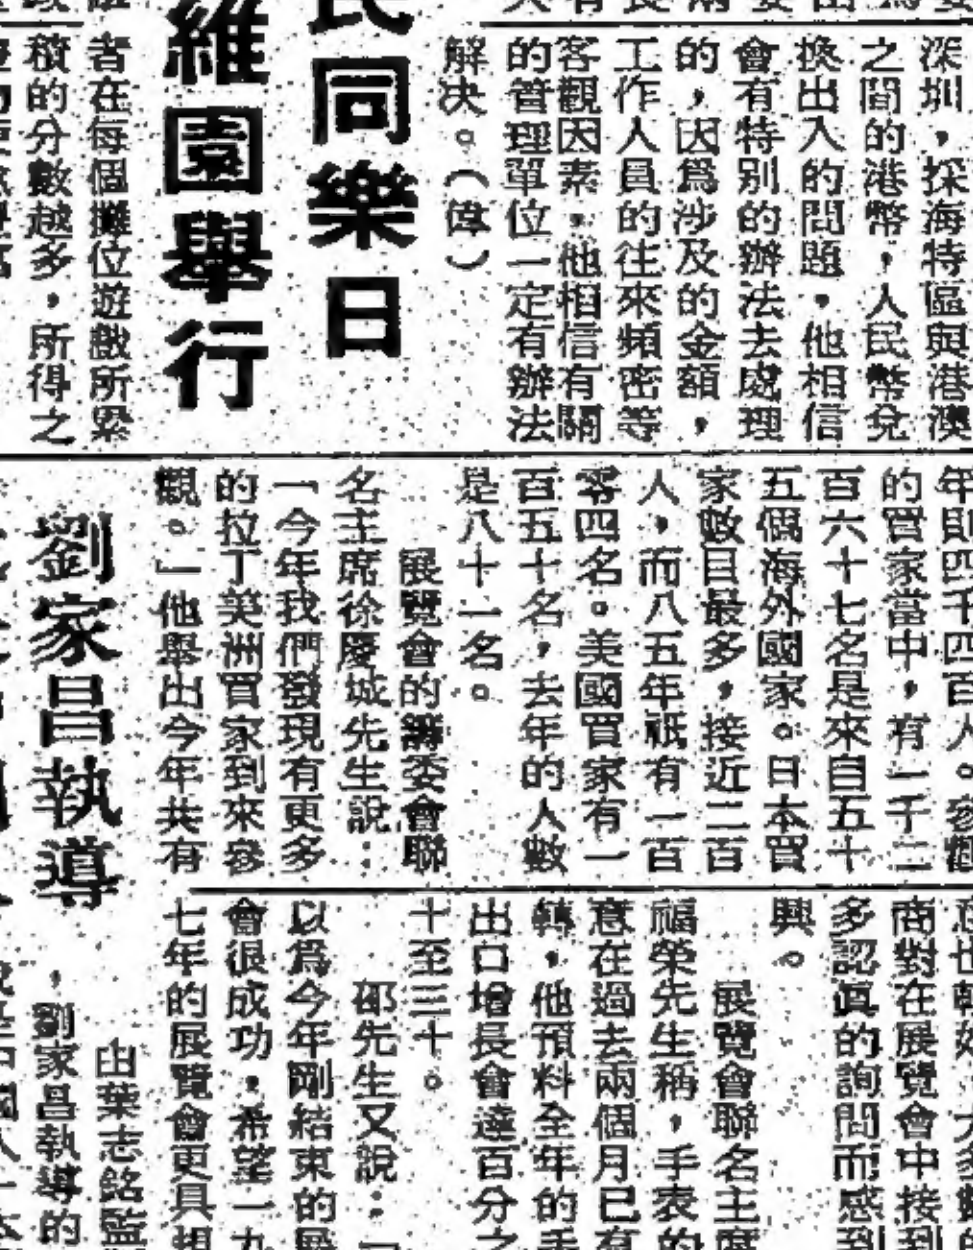 深圳，探海特區與港澳
之間的港幣，人民幣兌
換出入的問題，他相信
會有特別的辦法去處理
的，因爲涉及的金額，
工作人員的往來頻密等
客觀因素，他相信有關
的管理單位一定有辦法
解决。（偉）
民同樂日
維園舉行
者在每個攤位遊戲所累
積的分數越多，所得之
年則四千四百人。參觀
的買家當中，有一千二
百六十七名是來自五十
五個海外國家。日本買
家數目最多，接近二百
人，而八五年祇有一百
零四名。美國買家有一
百五十名，去年的人數
是八十一名。
展覽會的籌委會聯
名主席徐慶城先生說：
「今年我們發現有更多
的拉丁美洲買家到來參
觀。」他舉出今年共有
劉家昌執導
商對在展覽會中接到
多認眞的詢問而感到
興。
展覽會聯名主席
福榮先生稱，手表的
意在過去兩個月已有
轉，他預料全年的手
出口增長會達百分之
十至三十。
邵先生又說：「
以爲今年剛結束的展
會很成功，希望一九
七年的展覽會更具規
由葉志銘監
，劉家昌執導的